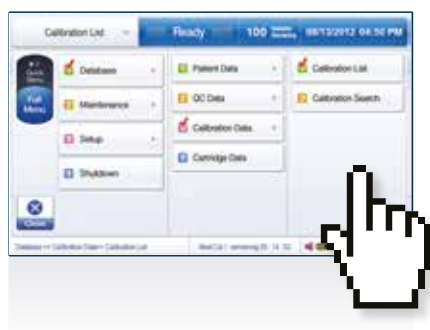 Calibration List
Ready
100
08/13/2012 04:50 PM
Quick Menu
Full Menu
Database
Maintenance
Setup
Shutdown
Patient Data
QC Data
Calibration Data
Cartridge Data
Calibration List
Calibration Search
Close
Database >> Calibration Data >> Calibration List